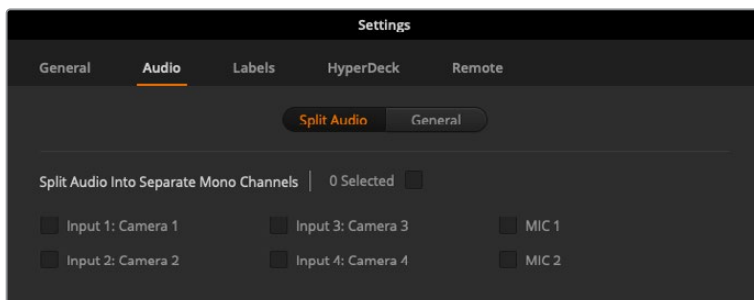 Settings
General Audio Labels HyperDeck Remote
Split Audio General
Split Audio Into Separate Mono Channels 0 Selected
Input 1: Camera 1 Input 3: Camera 3 MIC 1
Input 2: Camera 2 Input 4: Camera 4 MIC 2